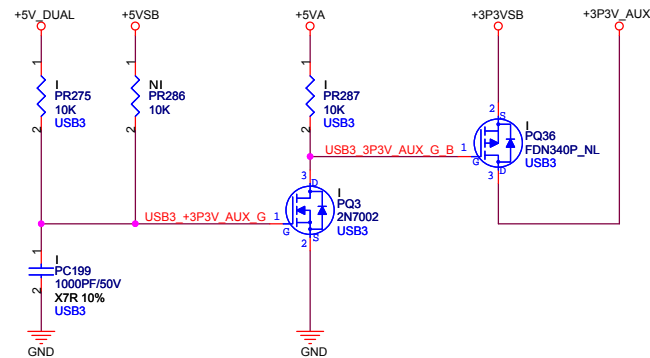 +5V_DUAL
+5VSB
+5VA
+3P3VSB
+3P3V_AUX
1
I
PR275
10K
USB3
2
1
NI
PR286
10K
2
1
I
PR287
10K
USB3
2
USB3_3P3V_AUX_G_B
1
G
2
S
I
PQ36
FDN340P_NL
USB3
3
D
USB3_+3P3V_AUX_G
1
G
3
D
I
PQ3
2N7002
USB3
2
S
1
I
PC199
1000PF/50V
X7R 10%
USB3
2
GND
GND